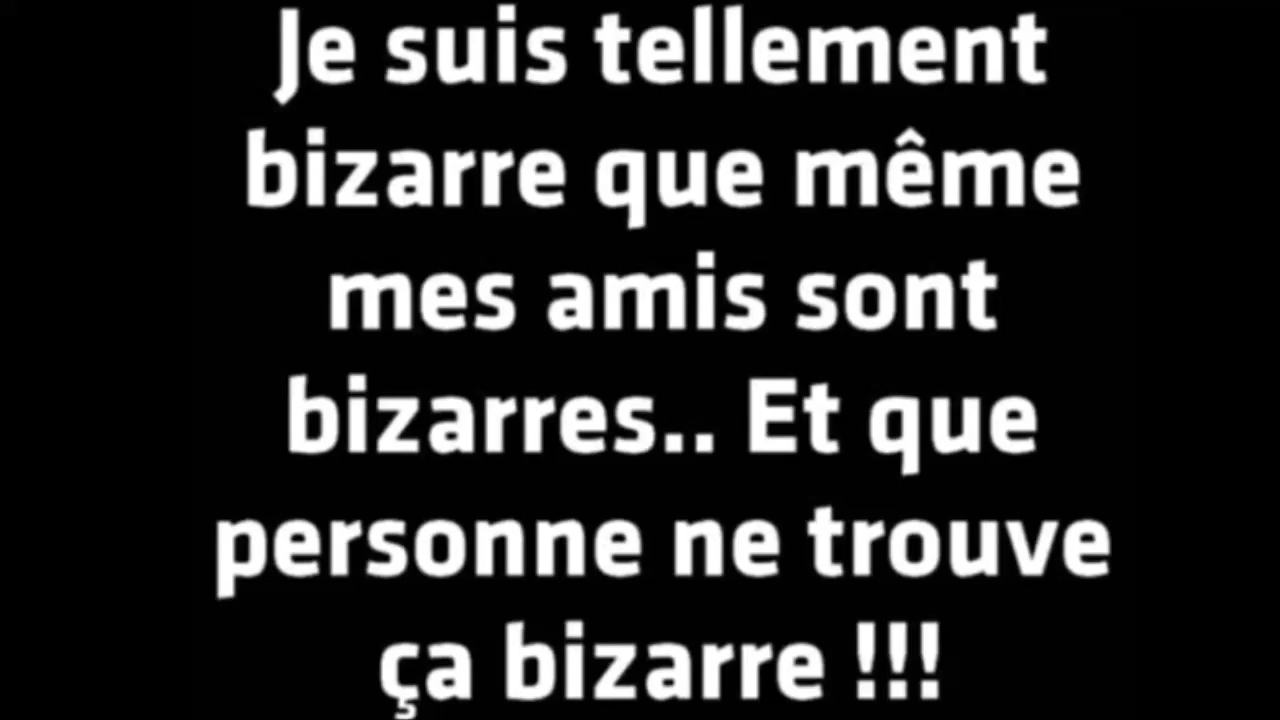 Je suis tellement
bizarre que même
mes amis sont
bizarres.. Et que
personne ne trouve
ça bizarre !!!